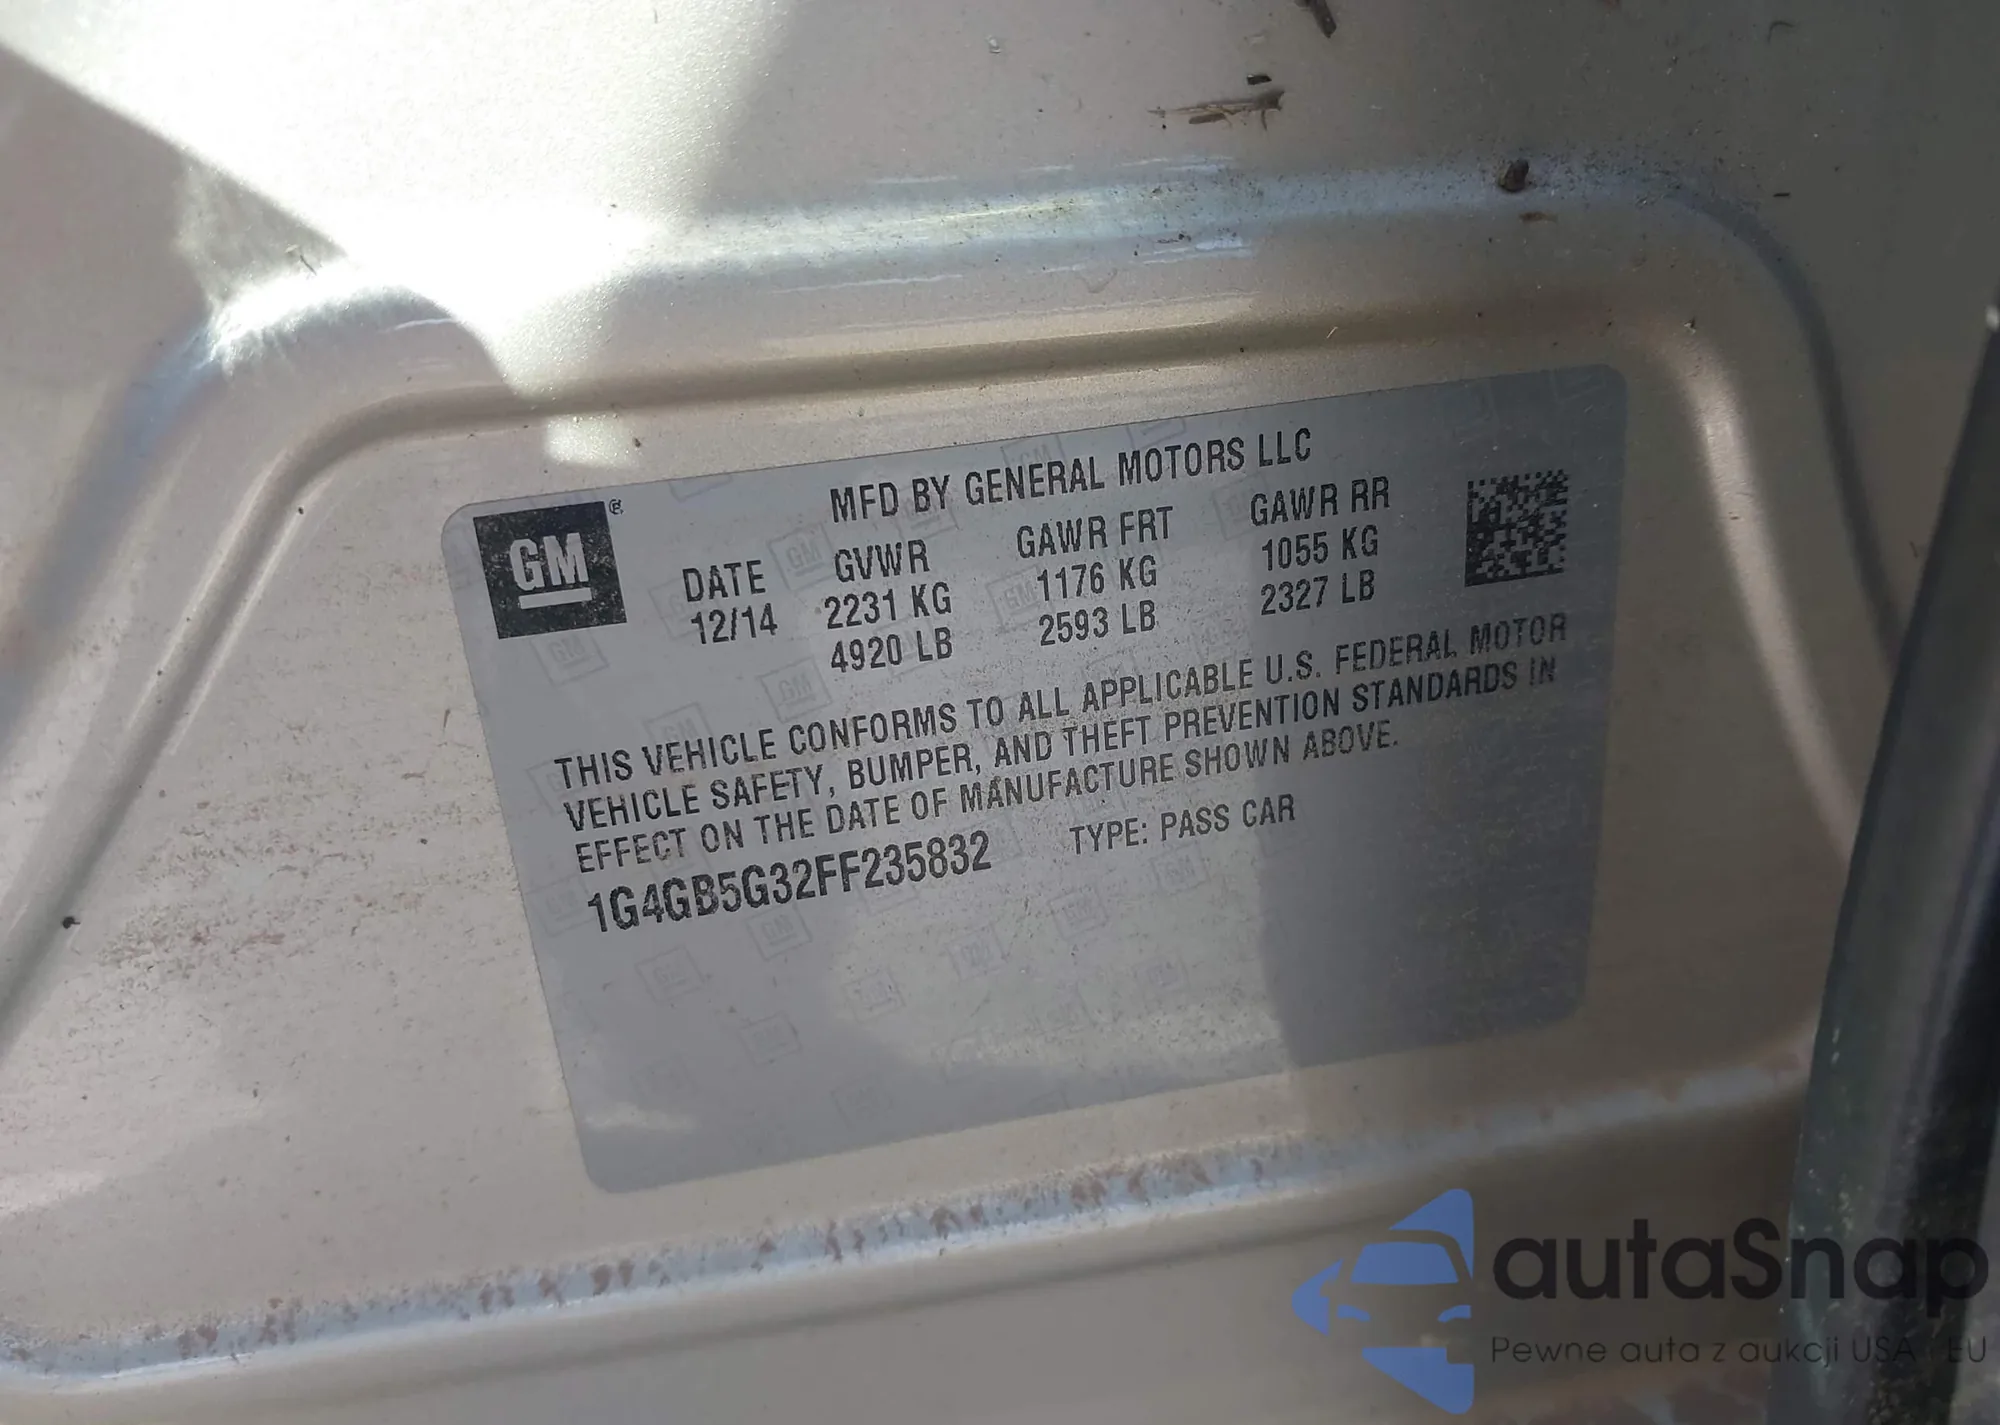 GM
MFD BY GENERAL MOTORS LLC
DATE GVWR GAWR FRT GAWR RR
12/14 2231 KG 1176 KG 1055 KG
4920 LB 2593 LB 2327 LB
THIS VEHICLE CONFORMS TO ALL APPLICABLE U.S. FEDERAL MOTOR
VEHICLE SAFETY, BUMPER, AND THEFT PREVENTION STANDARDS IN
EFFECT ON THE DATE OF MANUFACTURE SHOWN ABOVE.
1G4GB5G32FF235832 TYPE: PASS CAR
autaSnap
Pewne auta z aukcji USA EU